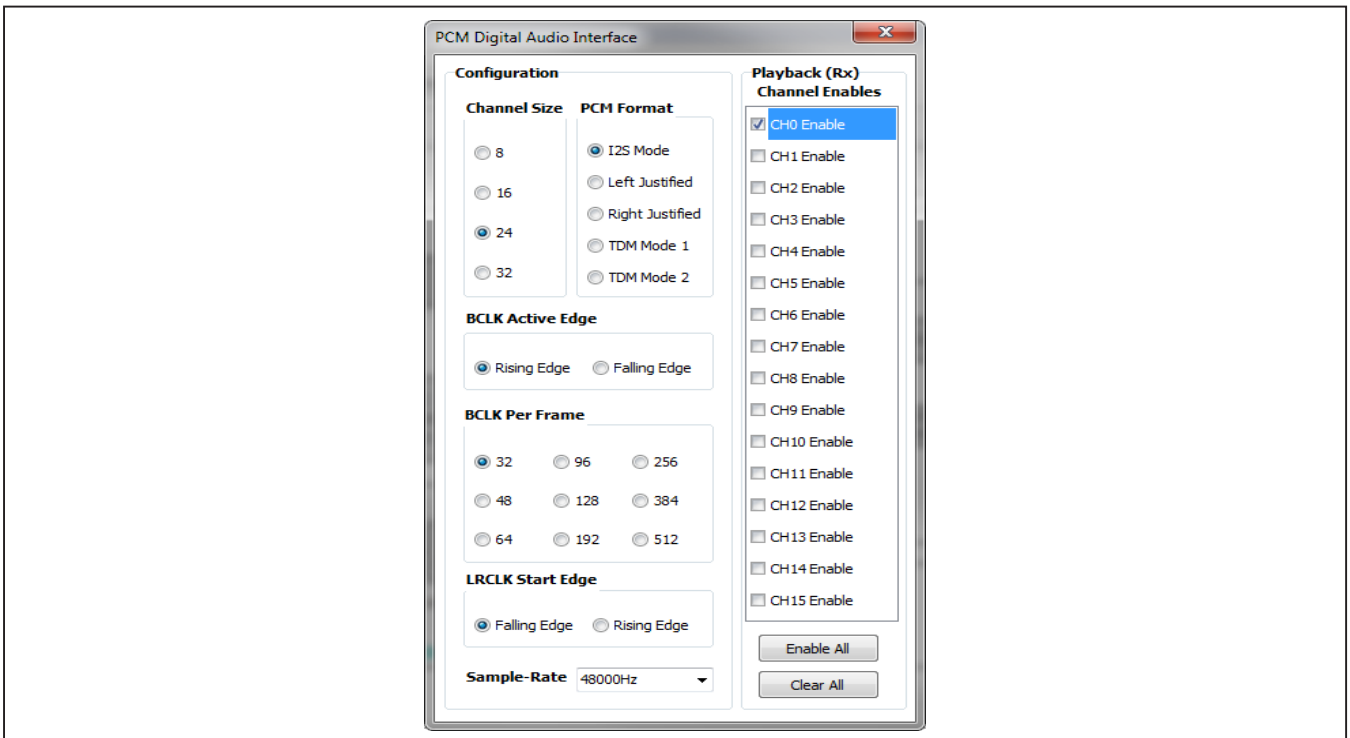 PCM Digital Audio Interface
Configuration
Channel Size
8
16
24
32
PCM Format
I2S Mode
Left Justified
Right Justified
TDM Mode 1
TDM Mode 2
BCLK Active Edge
Rising Edge Falling Edge
BCLK Per Frame
32 96 256
48 128 384
64 192 512
LRCLK Start Edge
Falling Edge Rising Edge
Sample-Rate 48000Hz
Playback (Rx)
Channel Enables
CH0 Enable
CH1 Enable
CH2 Enable
CH3 Enable
CH4 Enable
CH5 Enable
CH6 Enable
CH7 Enable
CH8 Enable
CH9 Enable
CH10 Enable
CH11 Enable
CH12 Enable
CH13 Enable
CH14 Enable
CH15 Enable
Enable All
Clear All